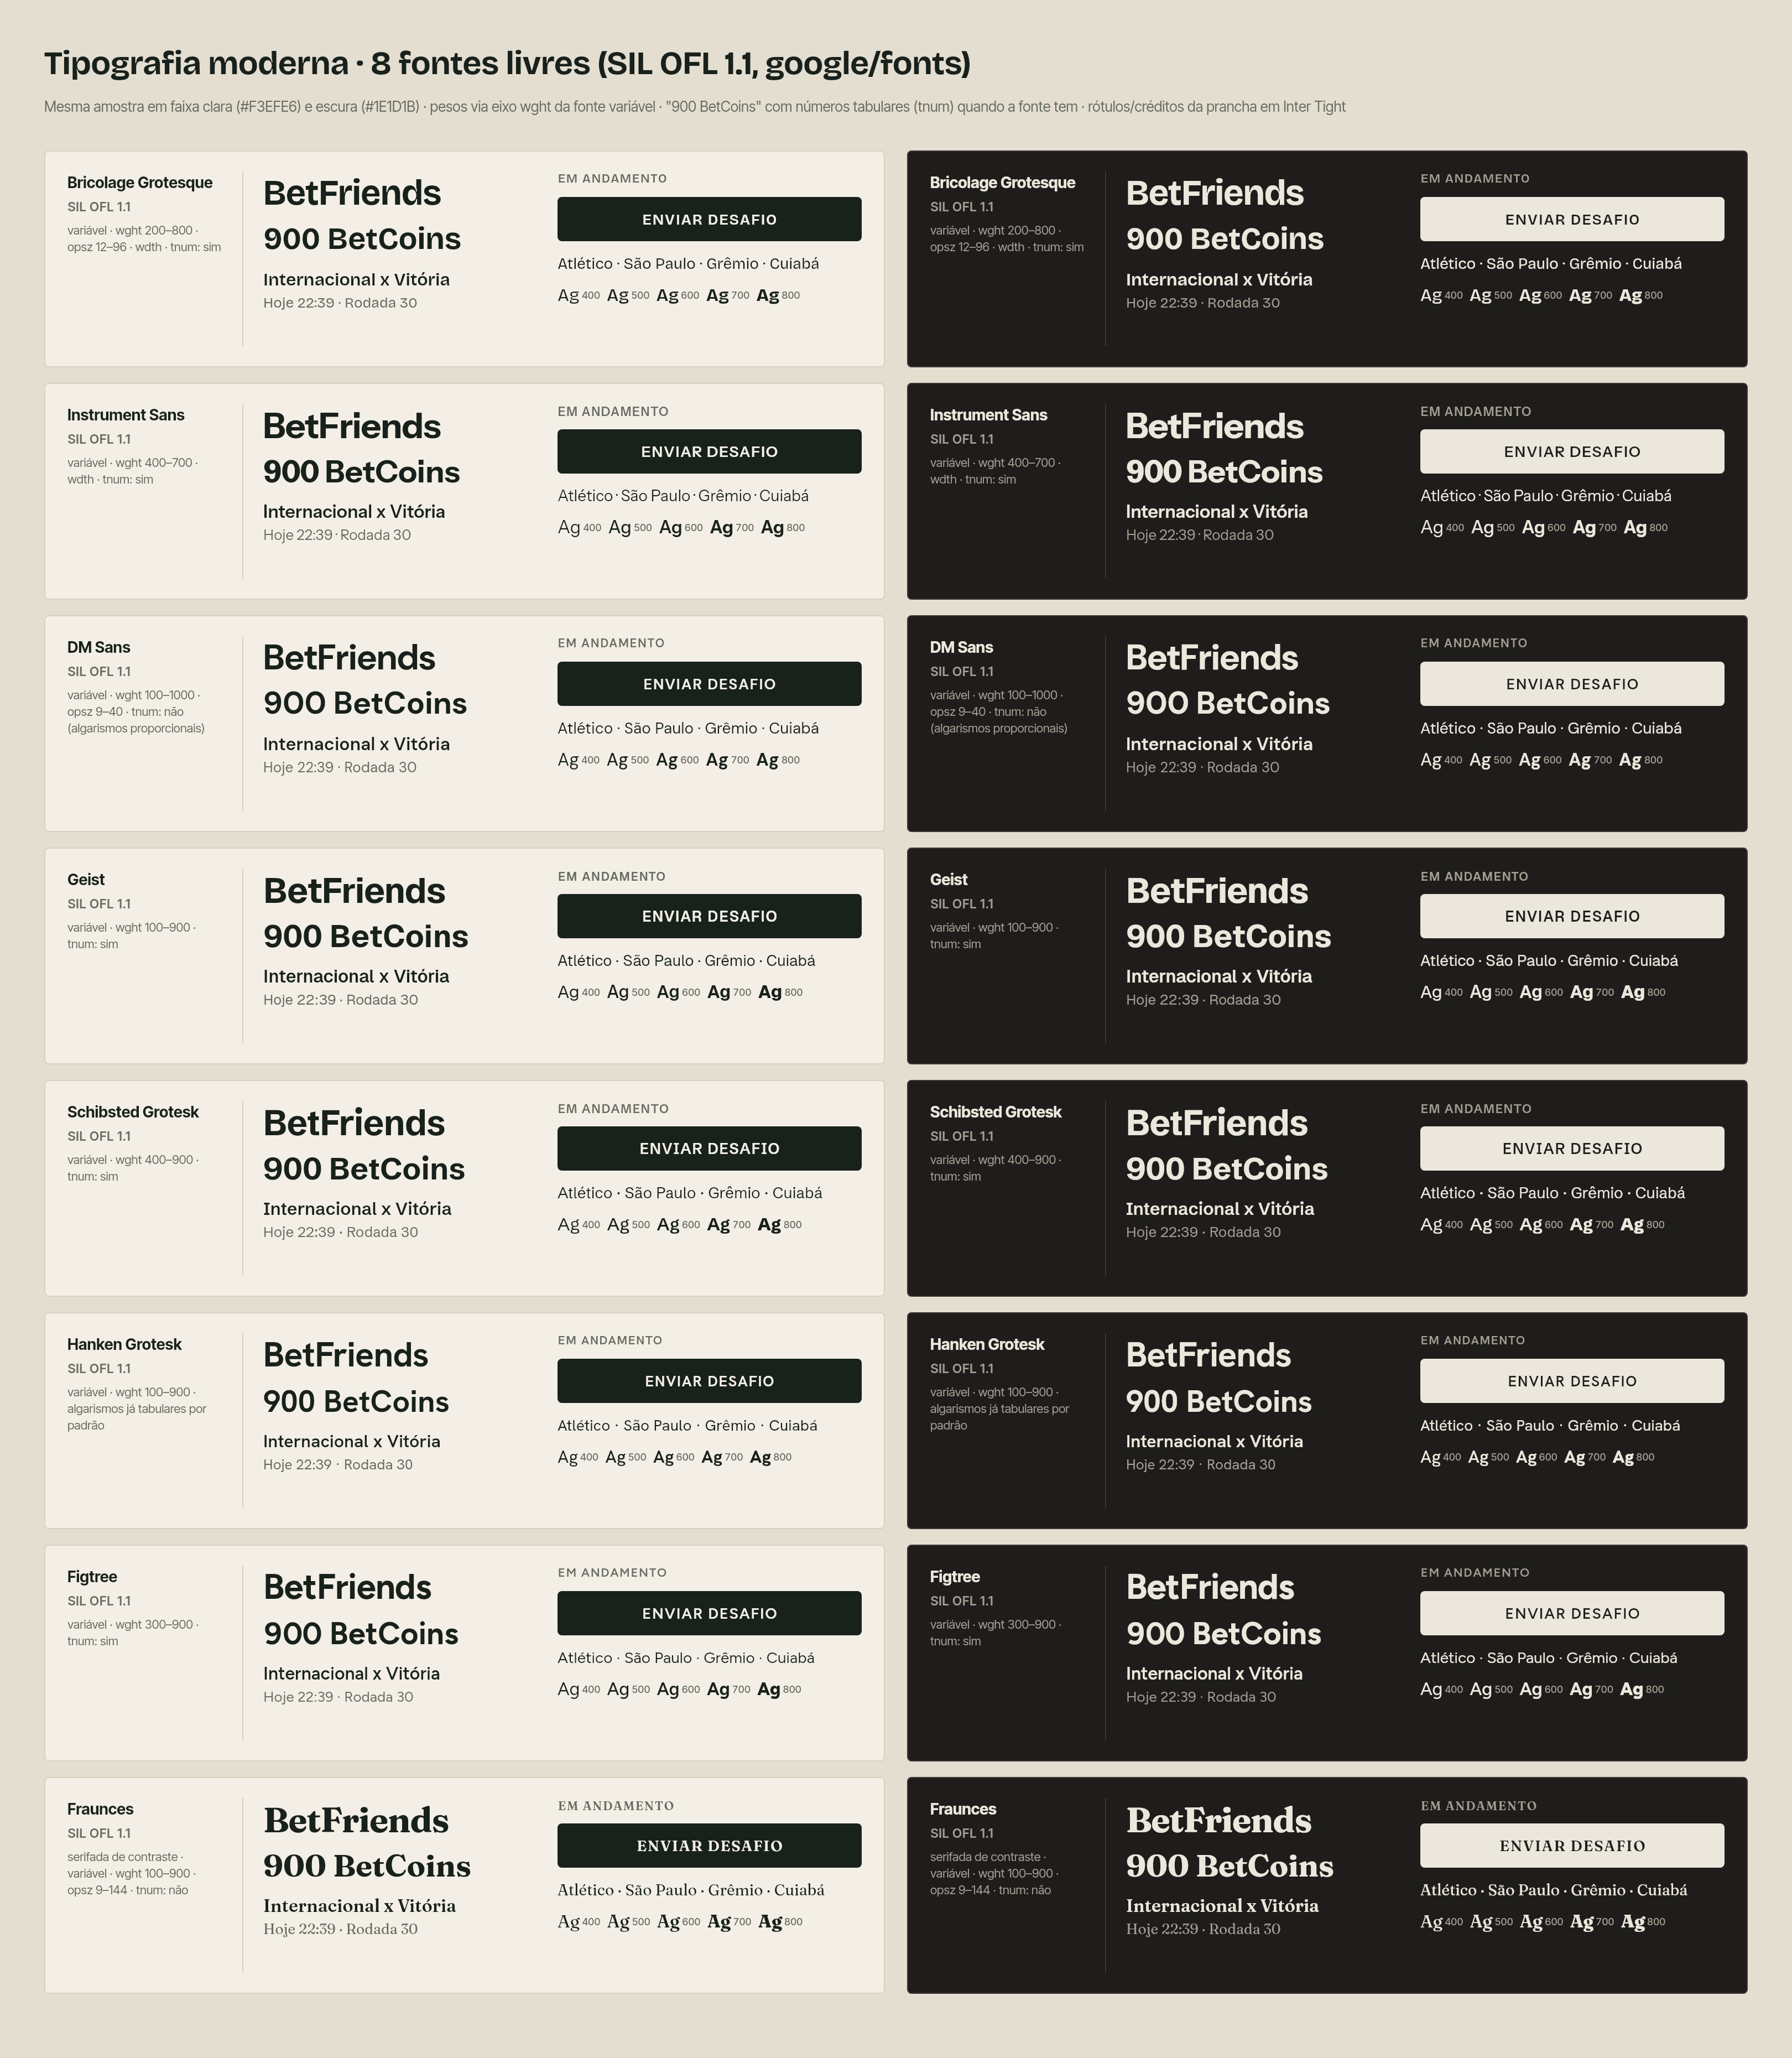 Tipografia moderna · 8 fontes livres (SIL OFL 1.1, google/fonts)
Mesma amostra em faixa clara (#F3EFE6) e escura (#1E1D1B) · pesos via eixo wght da fonte variável · "900 BetCoins" com números tabulares (tnum) quando a fonte tem · rótulos/créditos da prancha em Inter Tight
Bricolage Grotesque
SIL OFL 1.1
variável · wght 200–800 ·
opsz 12–96 · wdth · tnum: sim
BetFriends
900 BetCoins
Internacional x Vitória
Hoje 22:39 · Rodada 30
EM ANDAMENTO
ENVIAR DESAFIO
Atlético · São Paulo · Grêmio · Cuiabá
Ag 400 Ag 500 Ag 600 Ag 700 Ag 800
Bricolage Grotesque
SIL OFL 1.1
variável · wght 200–800 ·
opsz 12–96 · wdth · tnum: sim
BetFriends
900 BetCoins
Internacional x Vitória
Hoje 22:39 · Rodada 30
EM ANDAMENTO
ENVIAR DESAFIO
Atlético · São Paulo · Grêmio · Cuiabá
Ag 400 Ag 500 Ag 600 Ag 700 Ag 800
Instrument Sans
SIL OFL 1.1
variável · wght 400–700 ·
wdth · tnum: sim
BetFriends
900 BetCoins
Internacional x Vitória
Hoje 22:39 · Rodada 30
EM ANDAMENTO
ENVIAR DESAFIO
Atlético · São Paulo · Grêmio · Cuiabá
Ag 400 Ag 500 Ag 600 Ag 700 Ag 800
Instrument Sans
SIL OFL 1.1
variável · wght 400–700 ·
wdth · tnum: sim
BetFriends
900 BetCoins
Internacional x Vitória
Hoje 22:39 · Rodada 30
EM ANDAMENTO
ENVIAR DESAFIO
Atlético · São Paulo · Grêmio · Cuiabá
Ag 400 Ag 500 Ag 600 Ag 700 Ag 800
DM Sans
SIL OFL 1.1
variável · wght 100–1000 ·
opsz 9–40 · tnum: não
(algarismos proporcionais)
BetFriends
900 BetCoins
Internacional x Vitória
Hoje 22:39 · Rodada 30
EM ANDAMENTO
ENVIAR DESAFIO
Atlético · São Paulo · Grêmio · Cuiabá
Ag 400 Ag 500 Ag 600 Ag 700 Ag 800
DM Sans
SIL OFL 1.1
variável · wght 100–1000 ·
opsz 9–40 · tnum: não
(algarismos proporcionais)
BetFriends
900 BetCoins
Internacional x Vitória
Hoje 22:39 · Rodada 30
EM ANDAMENTO
ENVIAR DESAFIO
Atlético · São Paulo · Grêmio · Cuiabá
Ag 400 Ag 500 Ag 600 Ag 700 Ag 800
Geist
SIL OFL 1.1
variável · wght 100–900 ·
tnum: sim
BetFriends
900 BetCoins
Internacional x Vitória
Hoje 22:39 · Rodada 30
EM ANDAMENTO
ENVIAR DESAFIO
Atlético · São Paulo · Grêmio · Cuiabá
Ag 400 Ag 500 Ag 600 Ag 700 Ag 800
Geist
SIL OFL 1.1
variável · wght 100–900 ·
tnum: sim
BetFriends
900 BetCoins
Internacional x Vitória
Hoje 22:39 · Rodada 30
EM ANDAMENTO
ENVIAR DESAFIO
Atlético · São Paulo · Grêmio · Cuiabá
Ag 400 Ag 500 Ag 600 Ag 700 Ag 800
Schibsted Grotesk
SIL OFL 1.1
variável · wght 400–900 ·
tnum: sim
BetFriends
900 BetCoins
Internacional x Vitória
Hoje 22:39 · Rodada 30
EM ANDAMENTO
ENVIAR DESAFIO
Atlético · São Paulo · Grêmio · Cuiabá
Ag 400 Ag 500 Ag 600 Ag 700 Ag 800
Schibsted Grotesk
SIL OFL 1.1
variável · wght 400–900 ·
tnum: sim
BetFriends
900 BetCoins
Internacional x Vitória
Hoje 22:39 · Rodada 30
EM ANDAMENTO
ENVIAR DESAFIO
Atlético · São Paulo · Grêmio · Cuiabá
Ag 400 Ag 500 Ag 600 Ag 700 Ag 800
Hanken Grotesk
SIL OFL 1.1
variável · wght 100–900 ·
algarismos já tabulares por
padrão
BetFriends
900 BetCoins
Internacional x Vitória
Hoje 22:39 · Rodada 30
EM ANDAMENTO
ENVIAR DESAFIO
Atlético · São Paulo · Grêmio · Cuiabá
Ag 400 Ag 500 Ag 600 Ag 700 Ag 800
Hanken Grotesk
SIL OFL 1.1
variável · wght 100–900 ·
algarismos já tabulares por
padrão
BetFriends
900 BetCoins
Internacional x Vitória
Hoje 22:39 · Rodada 30
EM ANDAMENTO
ENVIAR DESAFIO
Atlético · São Paulo · Grêmio · Cuiabá
Ag 400 Ag 500 Ag 600 Ag 700 Ag 800
Figtree
SIL OFL 1.1
variável · wght 300–900 ·
tnum: sim
BetFriends
900 BetCoins
Internacional x Vitória
Hoje 22:39 · Rodada 30
EM ANDAMENTO
ENVIAR DESAFIO
Atlético · São Paulo · Grêmio · Cuiabá
Ag 400 Ag 500 Ag 600 Ag 700 Ag 800
Figtree
SIL OFL 1.1
variável · wght 300–900 ·
tnum: sim
BetFriends
900 BetCoins
Internacional x Vitória
Hoje 22:39 · Rodada 30
EM ANDAMENTO
ENVIAR DESAFIO
Atlético · São Paulo · Grêmio · Cuiabá
Ag 400 Ag 500 Ag 600 Ag 700 Ag 800
Fraunces
SIL OFL 1.1
serifada de contraste ·
variável · wght 100–900 ·
opsz 9–144 · tnum: não
BetFriends
900 BetCoins
Internacional x Vitória
Hoje 22:39 · Rodada 30
EM ANDAMENTO
ENVIAR DESAFIO
Atlético · São Paulo · Grêmio · Cuiabá
Ag 400 Ag 500 Ag 600 Ag 700 Ag 800
Fraunces
SIL OFL 1.1
serifada de contraste ·
variável · wght 100–900 ·
opsz 9–144 · tnum: não
BetFriends
900 BetCoins
Internacional x Vitória
Hoje 22:39 · Rodada 30
EM ANDAMENTO
ENVIAR DESAFIO
Atlético · São Paulo · Grêmio · Cuiabá
Ag 400 Ag 500 Ag 600 Ag 700 Ag 800